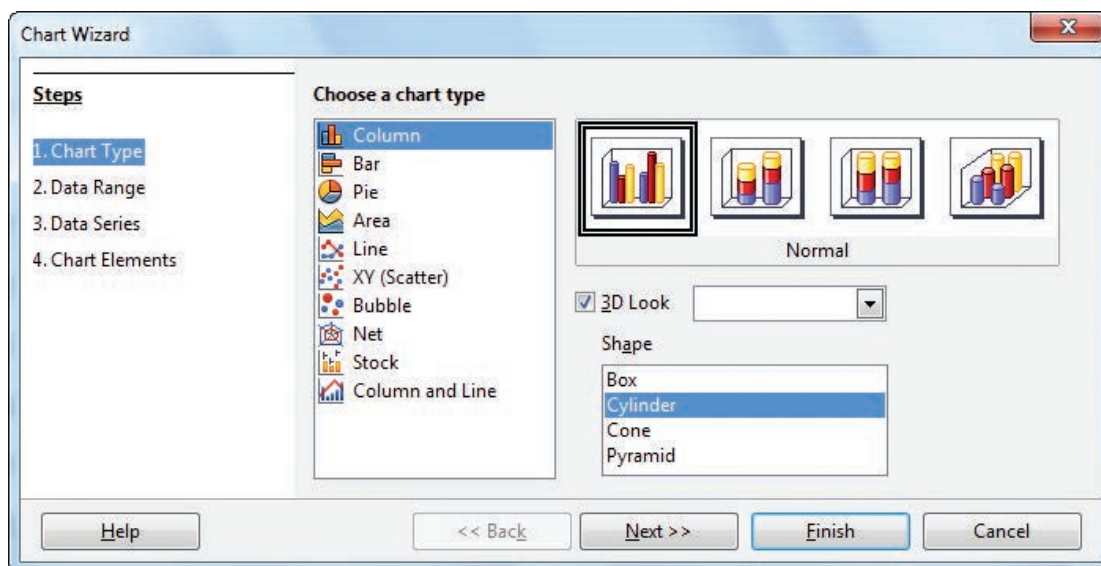 Chart Wizard
Steps
1. Chart Type
2. Data Range
3. Data Series
4. Chart Elements
Choose a chart type
Column
Bar
Pie
Area
Line
XY (Scatter)
Bubble
Net
Stock
Column and Line
Normal
3D Look
Shape
Box
Cylinder
Cone
Pyramid
Help
<< Back
Next >>
Finish
Cancel